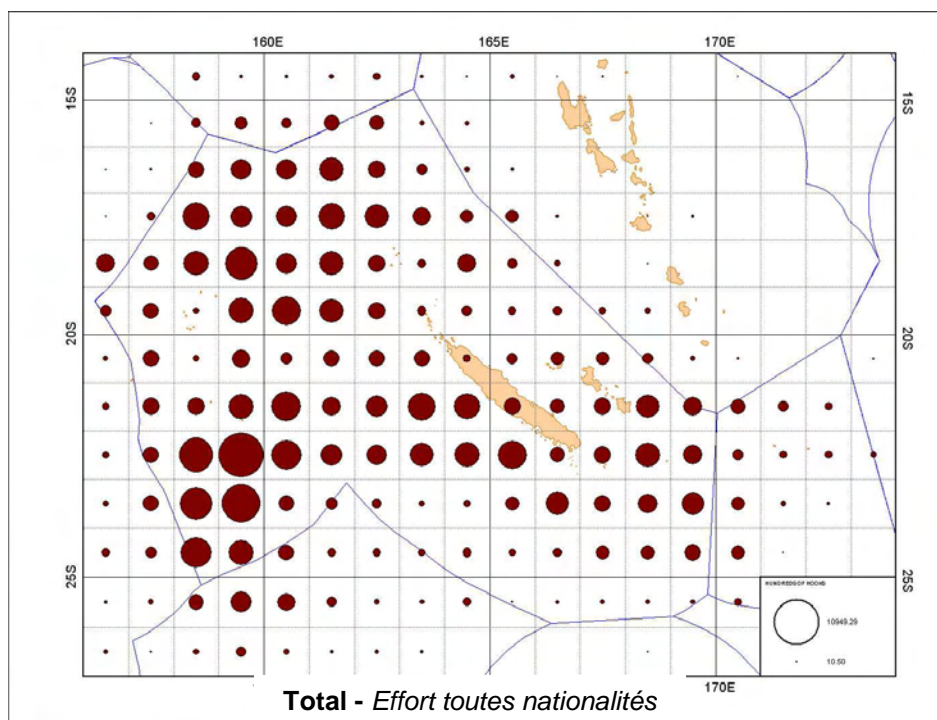 160E 165E 170E
15S 15S
20S 20S
25S 25S
HUNDREDS OF HOOKS
10949.29
10.50
170E
Total - Effort toutes nationalités